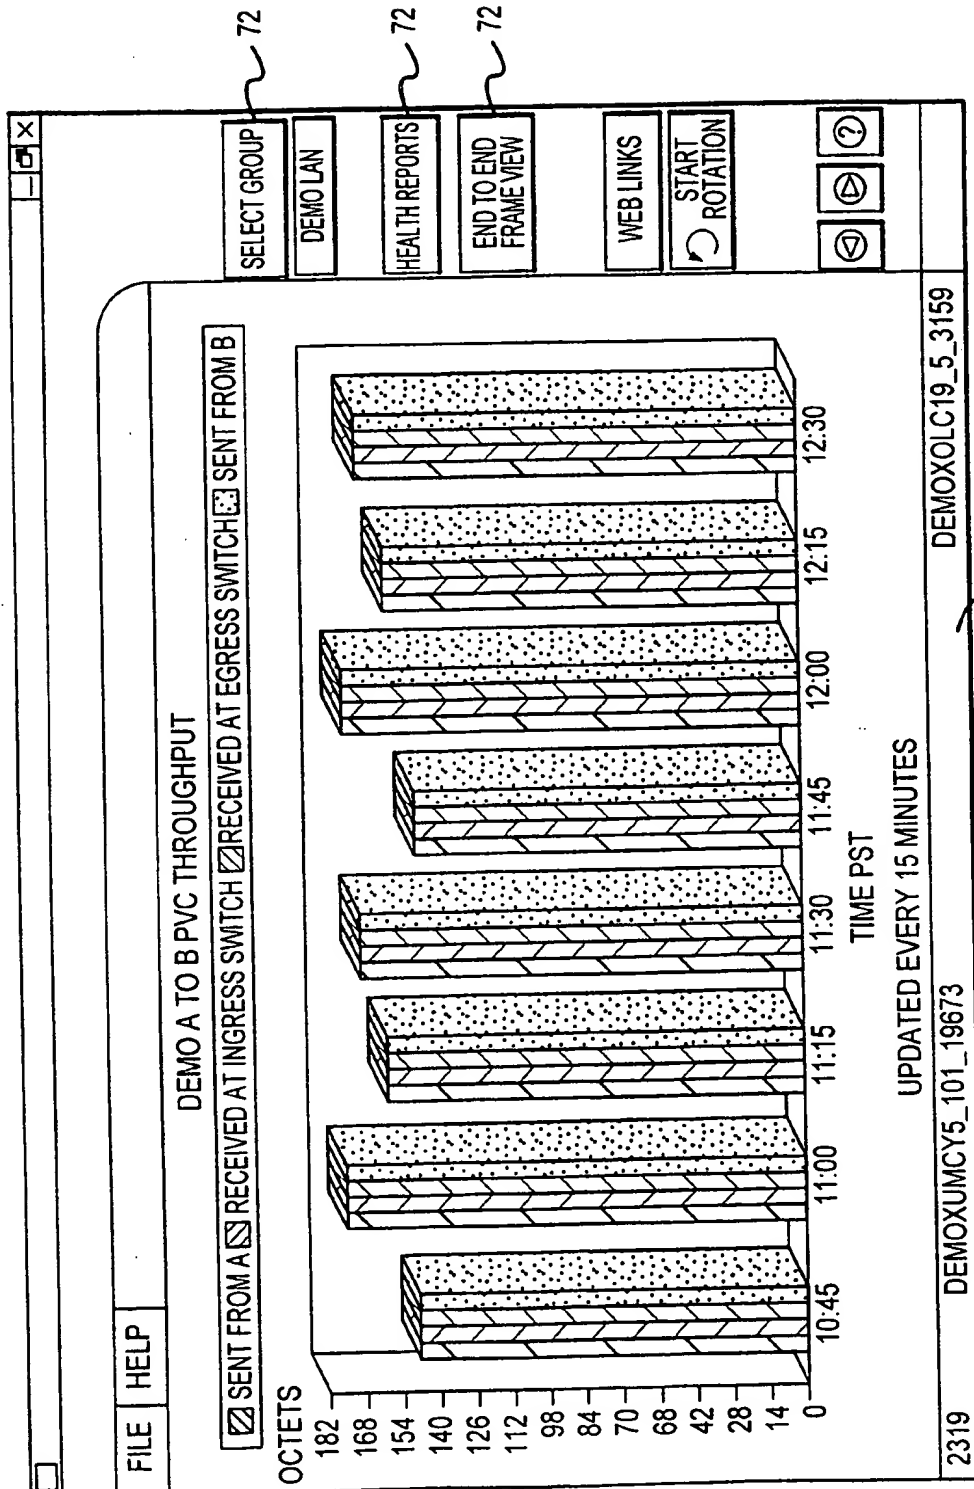 FILE HELP
DEMO A TO B PVC THROUGHPUT
SENT FROM A RECEIVED AT INGRESS SWITCH RECEIVED AT EGRESS SWITCH SENT FROM B
OCTETS
182
168
154
140
126
112
98
84
70
68
42
28
14
0
10:45 11:00 11:15 11:30 11:45 12:00 12:15 12:30
TIME PST
UPDATED EVERY 15 MINUTES
2319 DEMOXUMCY5_101_19673 DEMOXOLC19_5_3159
SELECT GROUP 72
DEMO LAN
HEALTH REPORTS 72
END TO END 72
FRAME VIEW
WEB LINKS
START
ROTATION
?